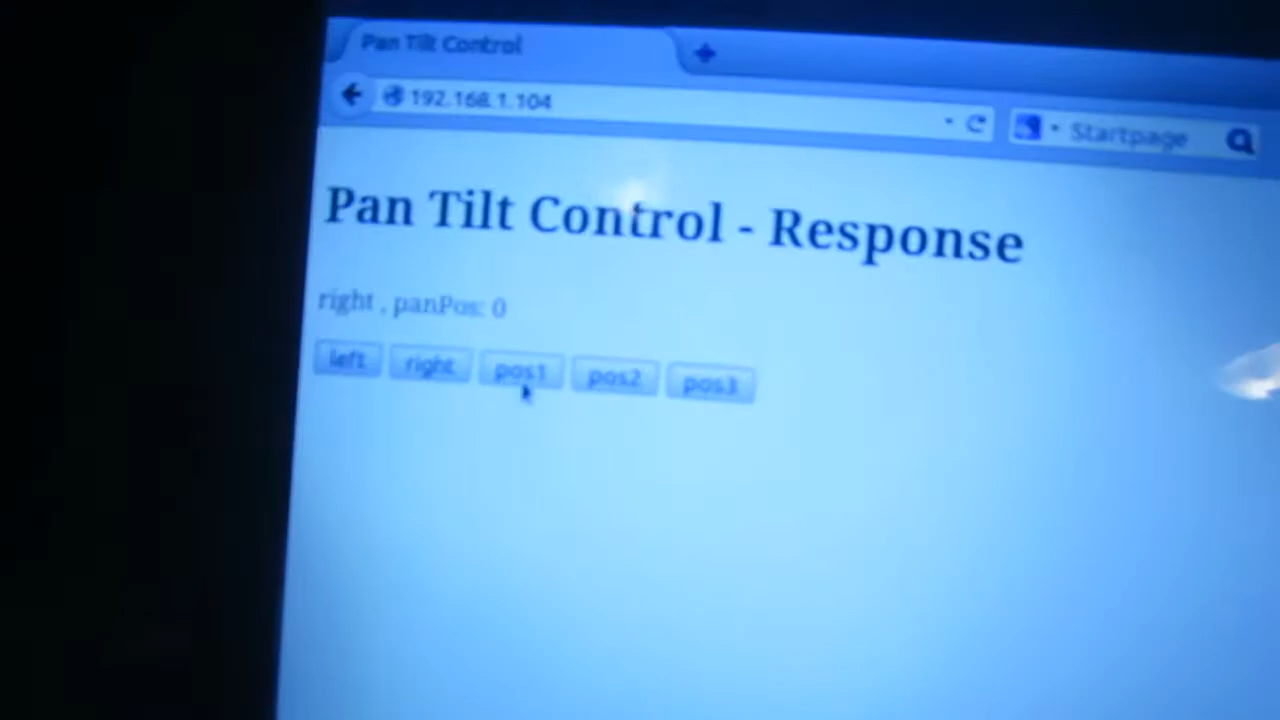 Pan Tilt Control
192.168.1.104
Startpage
Pan Tilt Control - Response
right , panPos: 0
left right pos1 pos2 pos3